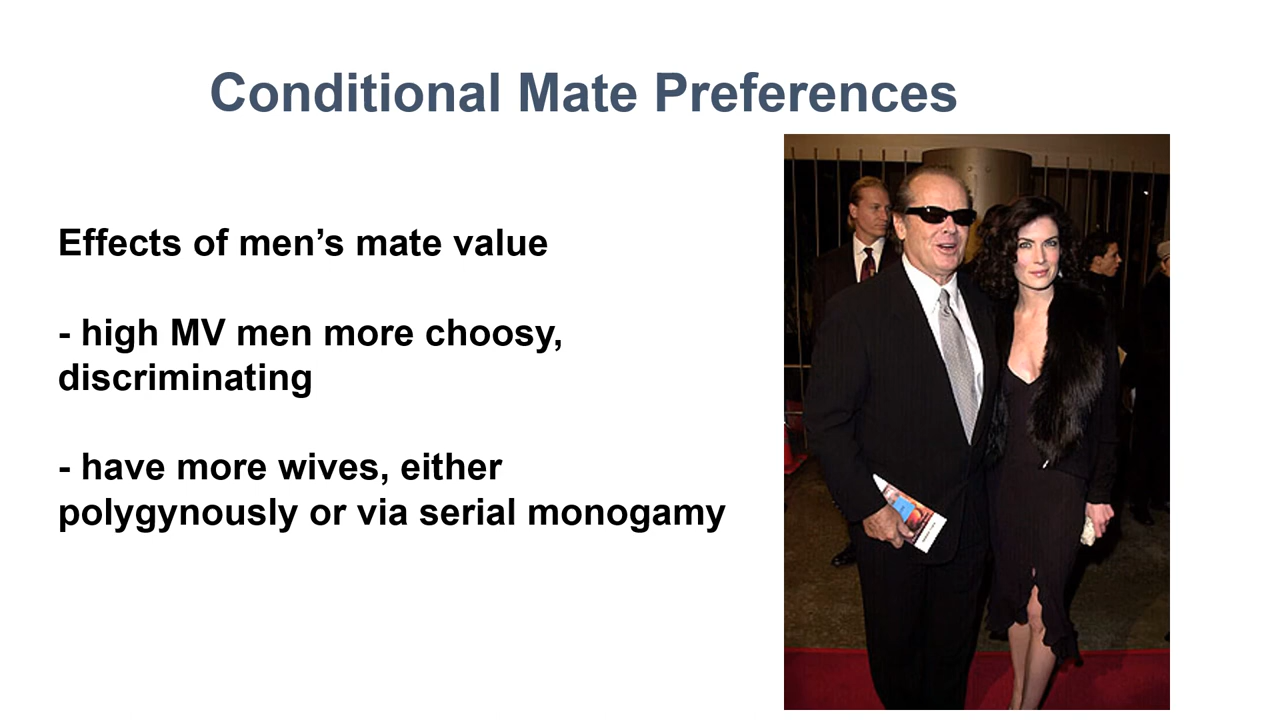 Conditional Mate Preferences
Effects of men’s mate value
- high MV men more choosy,
discriminating
- have more wives, either
polygynously or via serial monogamy